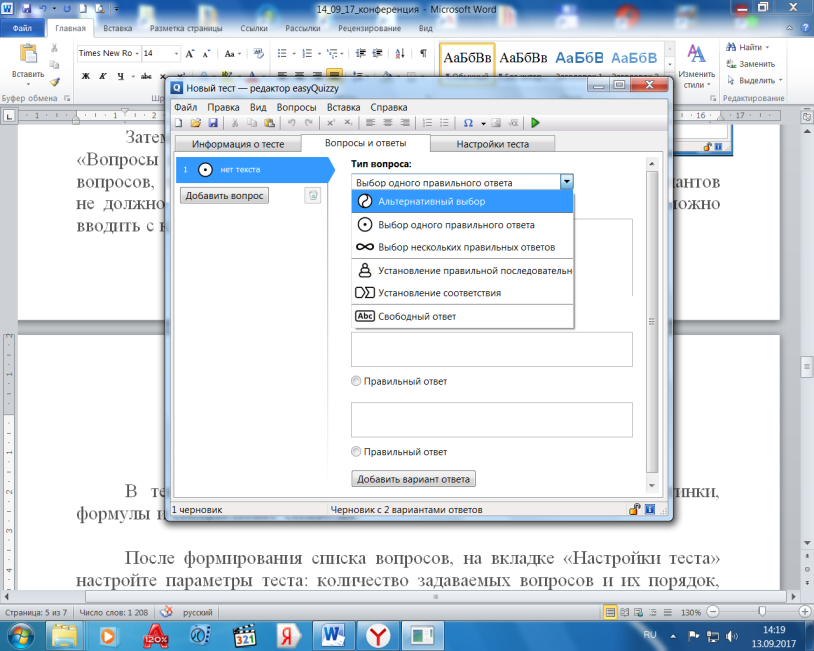 14_09_17_конференция - Microsoft Word
Файл Главная Вставка Разметка страницы Ссылки Рассылки Рецензирование Вид
Вставить
Буфер обмена
Times New Ro 14
Ж К Ч abc
АаБбВв АаБбВв АаБбВ АаБбВ
Изменить стили
Найти
Заменить
Выделить
Редактирование
Затем
«Вопросы
вопросов, антов
не должно ожно
вводить с к
Новый тест — редактор easyQuizzy
Файл Правка Вид Вопросы Вставка Справка
Информация о тесте Вопросы и ответы Настройки теста
1 нет текста
Добавить вопрос
Тип вопроса:
Выбор одного правильного ответа
Альтернативный выбор
Выбор одного правильного ответа
Выбор нескольких правильных ответов
Установление правильной последовательн
Установление соответствия
Abc Свободный ответ
Правильный ответ
Правильный ответ
Добавить вариант ответа
1 черновик Черновик с 2 вариантами ответов
В те инки,
формулы и
После формирования списка вопросов, на вкладке «Настройки теста»
настройте параметры теста: количество задаваемых вопросов и их порядок,
Страница: 5 из 7 Число слов: 1 208 русский 130%
120% 321 Я W Y
RU 14:19
13.09.2017